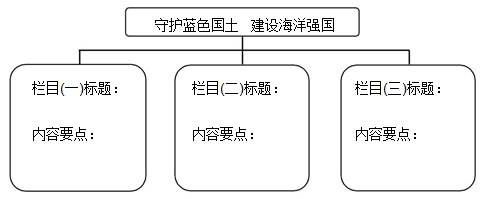 守护蓝色国土 建设海洋强国
栏目(一)标题：
内容要点：
栏目(二)标题：
内容要点：
栏目(三)标题：
内容要点：